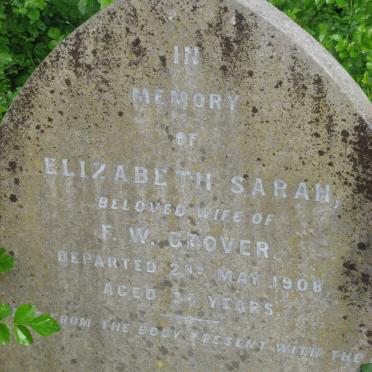 IN
MEMORY
OF
ELIZABETH SARAH,
BELOVED WIFE OF
F. W. GROVER.
DEPARTED 2ND MAY 1908.
AGED YEARS.
FROM THE BODY PRESENT WITH THE